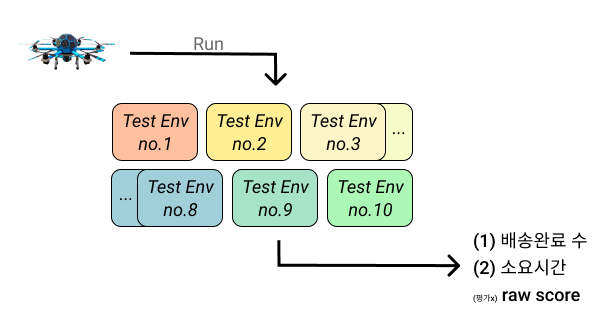 Run
Test Env
no.1
Test Env
no.2
Test Env
no.3
...
...
Test Env
no.8
Test Env
no.9
Test Env
no.10
(1) 배송완료 수
(2) 소요시간
(평가x) raw score